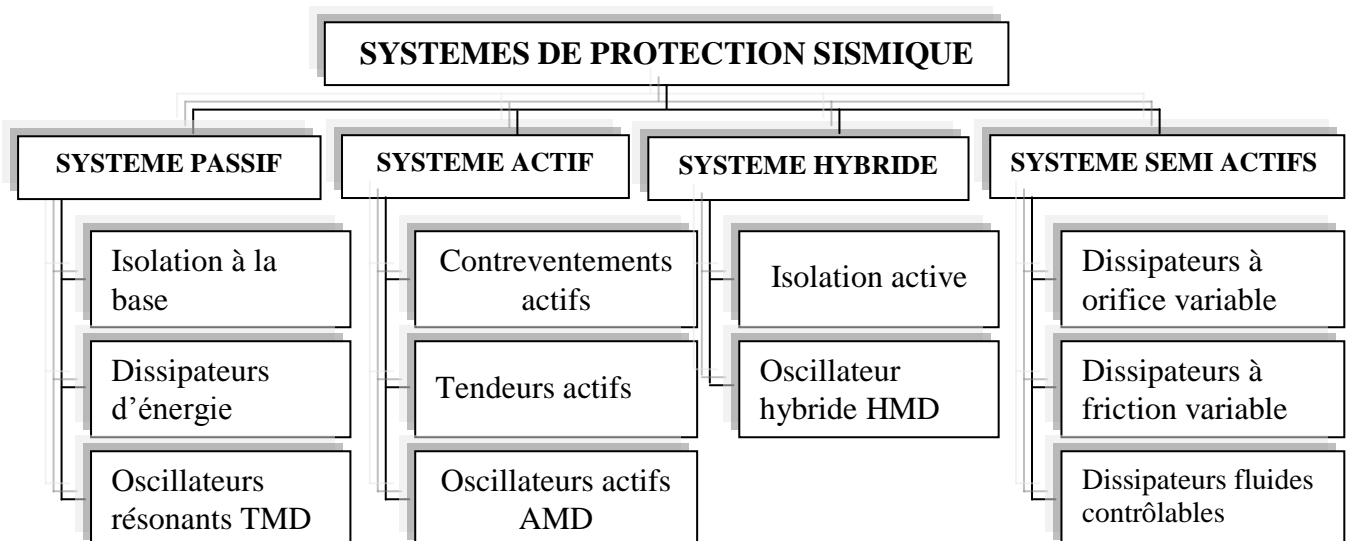 SYSTEMES DE PROTECTION SISMIQUE
SYSTEME PASSIF
Isolation à la
base
Dissipateurs
d’énergie
Oscillateurs
résonants TMD
SYSTEME ACTIF
Contreventements
actifs
Tendeurs actifs
Oscillateurs actifs
AMD
SYSTEME HYBRIDE
Isolation active
Oscillateur
hybride HMD
SYSTEME SEMI ACTIFS
Dissipateurs à
orifice variable
Dissipateurs à
friction variable
Dissipateurs fluides
contrôlables